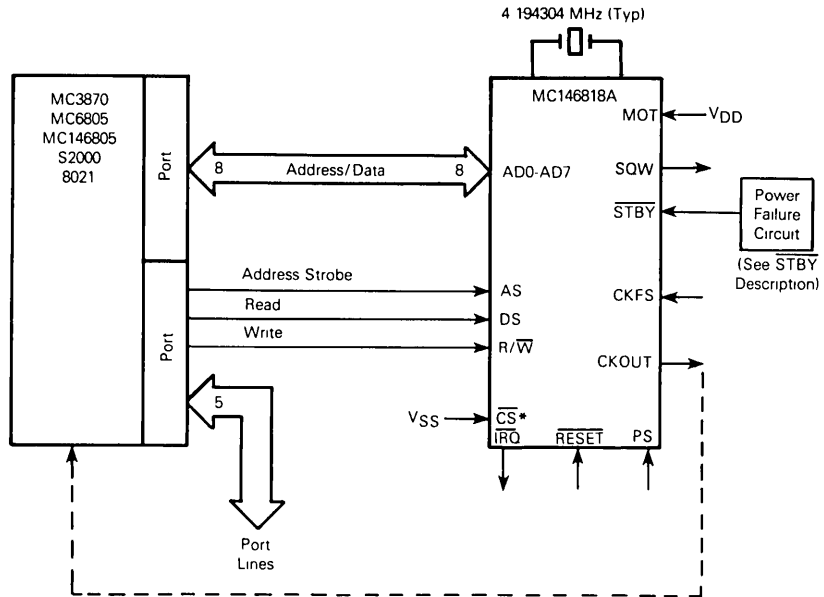 4 194304 MHz (Typ)
MC3870
MC6805
MC146805
S2000
8021
Port
8
Address/Data
8
MC146818A
MOT
VDD
AD0-AD7
SQW
STBY
Power
Failure
Circuit
(See STBY
Description)
Address Strobe
AS
Read
DS
Write
R/W
CKFS
CKOUT
Port
5
VSS
CS*
IRQ
RESET
PS
Port
Lines